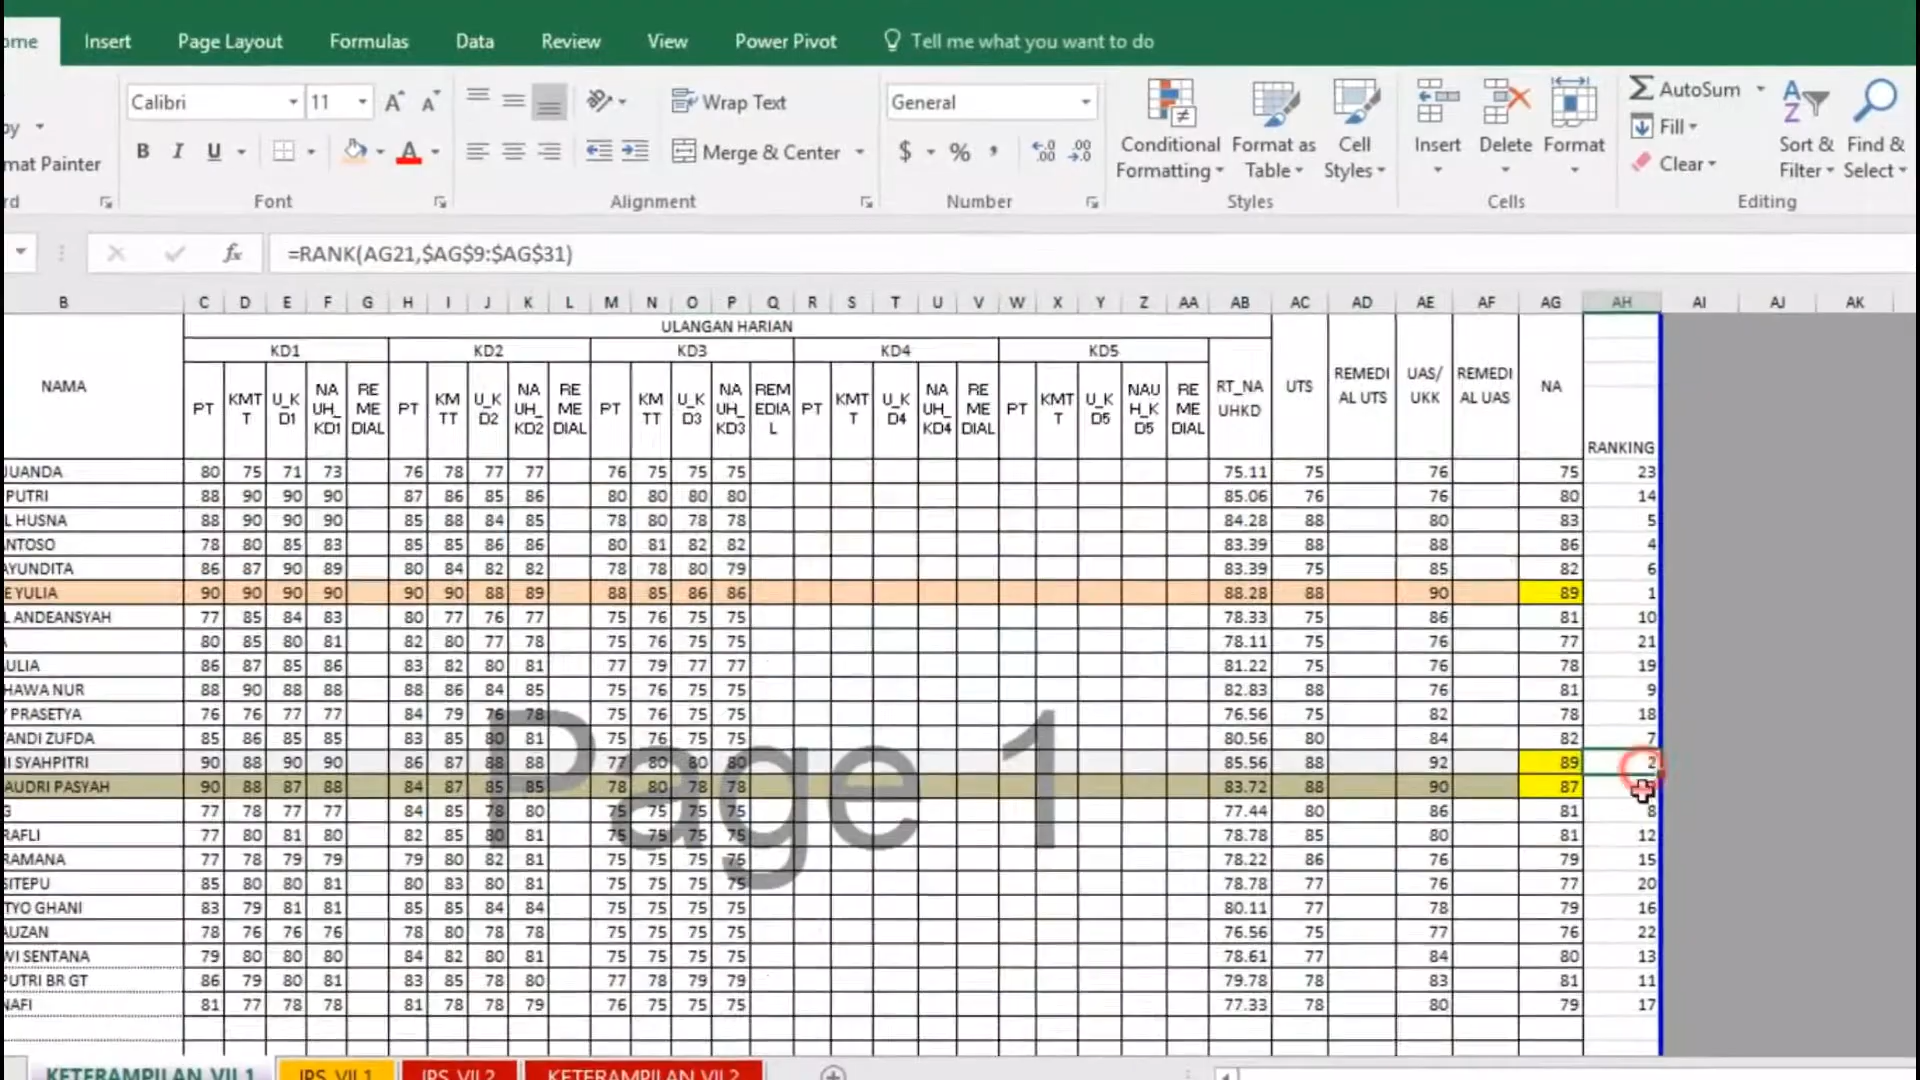 ome Insert Page Layout Formulas Data Review View Power Pivot Tell me what you want to do
Calibri 11 Wrap Text General AutoSum
py B I U Merge & Center $ % Conditional Formatting Format as Table Cell Styles Insert Delete Format Fill Sort & Filter Find & Select
mat Painter Clear
rd Font Alignment Number Styles Cells Editing
=RANK(AG21,$AG$9:$AG$31)
B C D E F G H I J K L M N O P Q R S T U V W X Y Z AA AB AC AD AE AF AG AH AI AJ AK
ULANGAN HARIAN
KD1 KD2 KD3 KD4 KD5
NAMA PT KMTT U_KD1 NAUH_KD1 REMEDIAL PT KMTT U_KD2 NAUH_KD2 REMEDIAL PT KMTT U_KD3 NAUH_KD3 REMEDIAL PT KMTT U_KD4 NAUH_KD4 REMEDIAL PT KMTT U_KD5 NAUH_KD5 REMEDIAL RT_NAUHKD UTS REMEDIAL UTS UAS/UKK REMEDIAL UAS NA RANKING
JUANDA 80 75 71 73 76 78 77 77 76 75 75 75 75.11 75 76 75 23
PUTRI 88 90 90 90 87 86 85 86 80 80 80 80 85.06 76 76 80 14
L HUSNA 88 90 90 90 85 88 84 85 78 80 78 78 84.28 88 80 83 5
ANTOSO 78 80 85 83 85 85 86 86 80 81 82 82 83.39 88 88 86 4
AYUNDITA 86 87 90 89 80 84 82 82 78 78 80 79 83.39 75 85 82 6
E YULIA 90 90 90 90 90 90 88 89 88 85 86 86 88.28 88 90 89 1
L ANDEANSYAH 77 85 84 83 80 77 76 77 75 76 75 75 78.33 75 86 81 10
A 80 85 80 81 82 80 77 78 75 76 75 75 78.11 75 76 77 21
AULIA 86 87 85 86 83 82 80 81 77 79 77 77 81.22 75 76 78 19
HAWA NUR 88 90 88 88 88 86 84 85 75 76 75 75 82.83 88 76 81 9
Y PRASETYA 76 76 77 77 84 79 76 78 75 76 75 75 76.56 75 82 78 18
FANDI ZUFDA 85 86 85 85 83 85 80 81 75 76 75 75 80.56 80 84 82 7
II SYAHPITRI 90 88 90 90 86 87 88 88 77 80 80 80 85.56 88 92 89 2
AUDRI PASYAH 90 88 87 88 84 87 85 85 78 80 78 78 83.72 88 90 87
G 77 78 77 77 84 85 78 80 75 75 75 75 77.44 80 86 81 8
RAFLI 77 80 81 80 82 85 80 81 75 75 75 75 78.78 85 80 81 12
RAMANA 77 78 79 79 79 80 82 81 75 75 75 75 78.22 86 76 79 15
SITEPU 85 80 80 81 80 83 80 81 75 75 75 75 78.78 77 76 77 20
TYO GHANI 83 79 81 81 85 85 84 84 75 75 75 75 80.11 77 78 79 16
AUZAN 78 76 76 76 78 80 78 78 75 75 75 75 76.56 75 77 76 22
WI SENTANA 79 80 80 80 84 82 80 81 75 75 75 75 78.61 77 84 80 13
PUTRI BR GT 86 79 80 81 83 85 78 80 77 78 79 79 79.78 78 83 81 11
NAFI 81 77 78 78 81 78 78 79 76 75 75 75 77.33 78 80 79 17
Page 1
KETERAMPILAN VII.1 IPS VII.1 IPS VII.2 KETERAMPILAN VII.2